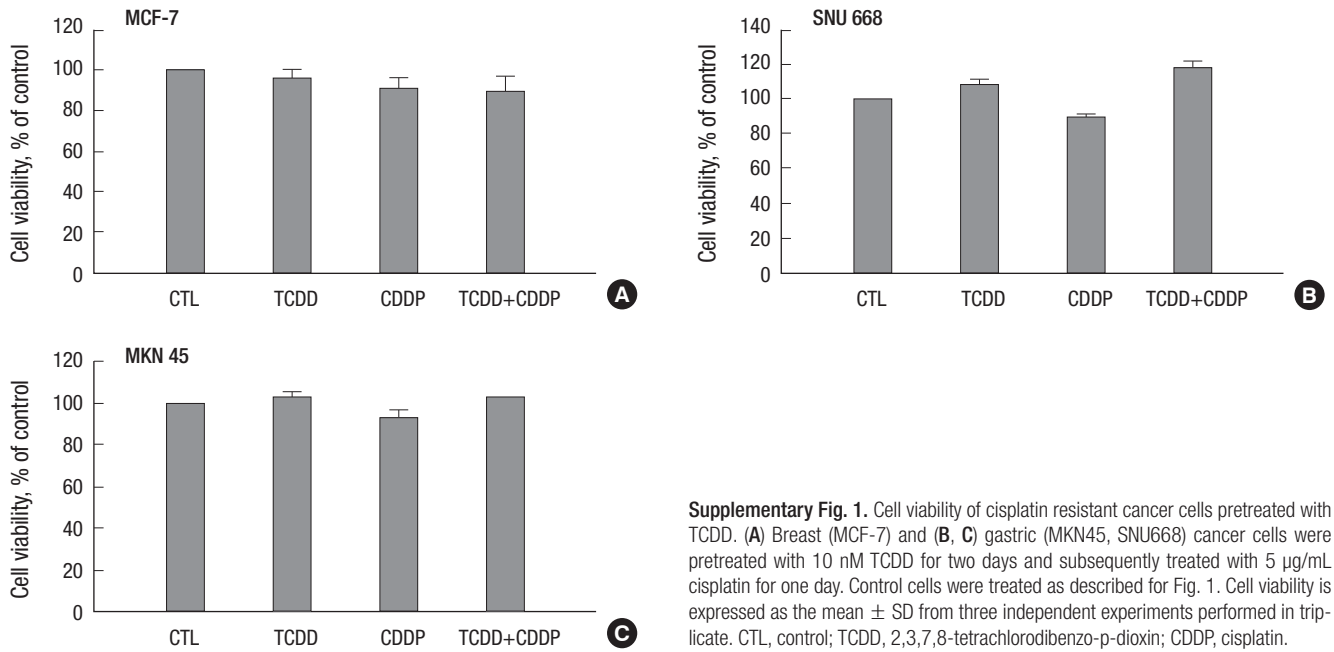 MCF-7
Cell viability, % of control
120
100
80
60
40
20
0
CTL TCDD CDDP TCDD+CDDP
A
SNU 668
Cell viability, % of control
140
120
100
80
60
40
20
0
CTL TCDD CDDP TCDD+CDDP
B
MKN 45
Cell viability, % of control
120
100
80
60
40
20
0
CTL TCDD CDDP TCDD+CDDP
C
Supplementary Fig. 1. Cell viability of cisplatin resistant cancer cells pretreated with
TCDD. (A) Breast (MCF-7) and (B, C) gastric (MKN45, SNU668) cancer cells were
pretreated with 10 nM TCDD for two days and subsequently treated with 5 μg/mL
cisplatin for one day. Control cells were treated as described for Fig. 1. Cell viability is
expressed as the mean ± SD from three independent experiments performed in trip-
licate. CTL, control; TCDD, 2,3,7,8-tetrachlorodibenzo-p-dioxin; CDDP, cisplatin.